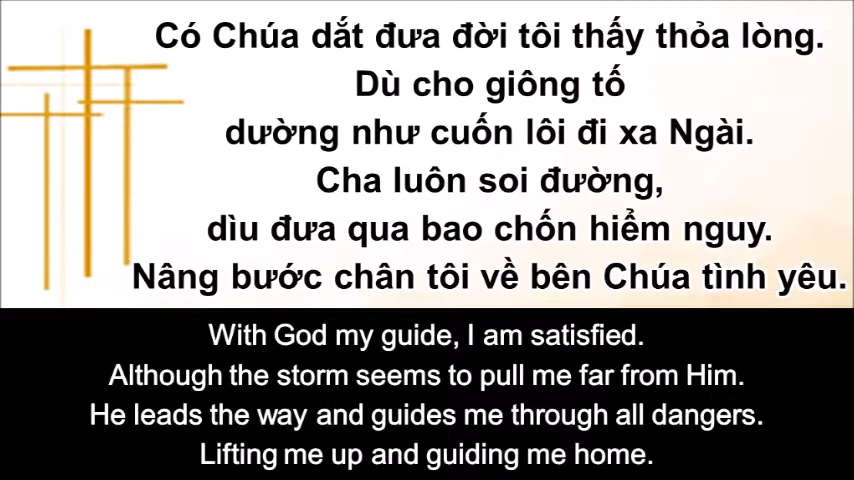 Có Chúa dắt đưa đời tôi thấy thỏa lòng.
Dù cho giông tố
dường như cuốn lôi đi xa Ngài.
Cha luôn soi đường,
dìu đưa qua bao chốn hiểm nguy.
Nâng bước chân tôi về bên Chúa tình yêu.
With God my guide, I am satisfied.
Although the storm seems to pull me far from Him.
He leads the way and guides me through all dangers.
Lifting me up and guiding me home.